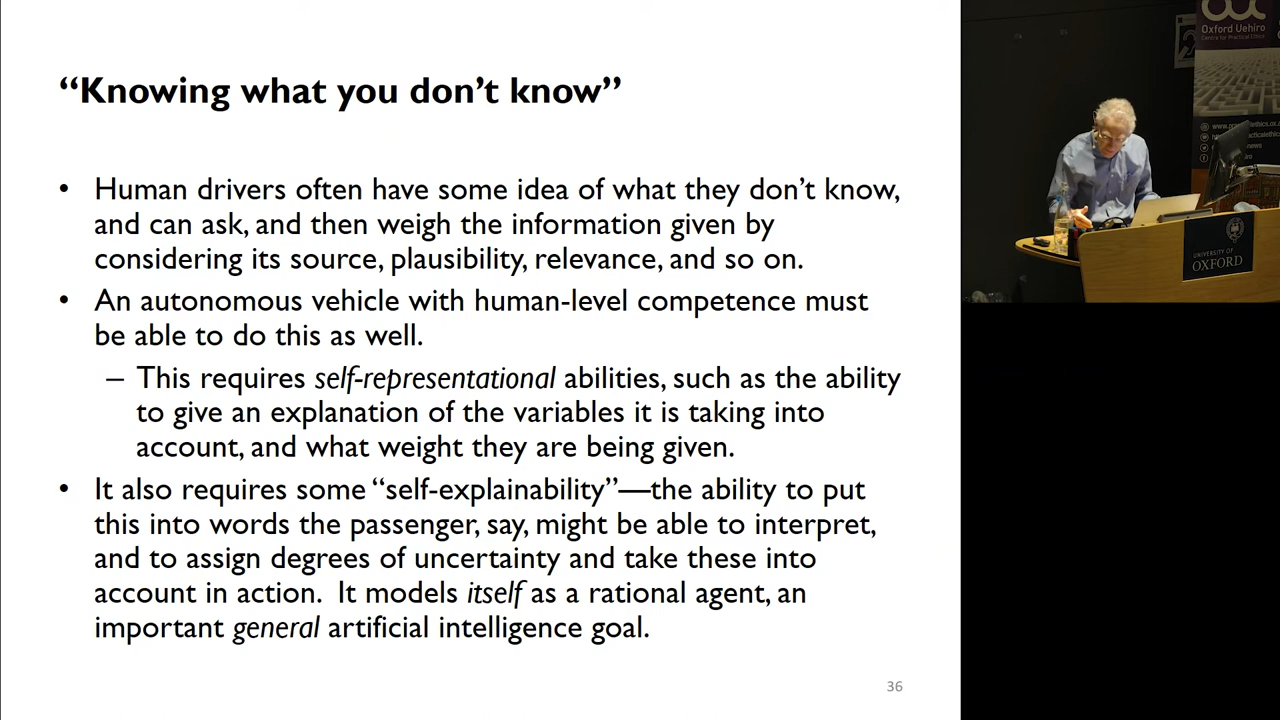 “Knowing what you don’t know”
• Human drivers often have some idea of what they don’t know,
and can ask, and then weigh the information given by
considering its source, plausibility, relevance, and so on.
• An autonomous vehicle with human-level competence must
be able to do this as well.
– This requires self-representational abilities, such as the ability
to give an explanation of the variables it is taking into
account, and what weight they are being given.
• It also requires some “self-explainability”—the ability to put
this into words the passenger, say, might be able to interpret,
and to assign degrees of uncertainty and take these into
account in action. It models itself as a rational agent, an
important general artificial intelligence goal.
36
Oxford Uehiro
Centre for Practical Ethics
UNIVERSITY OF
OXFORD